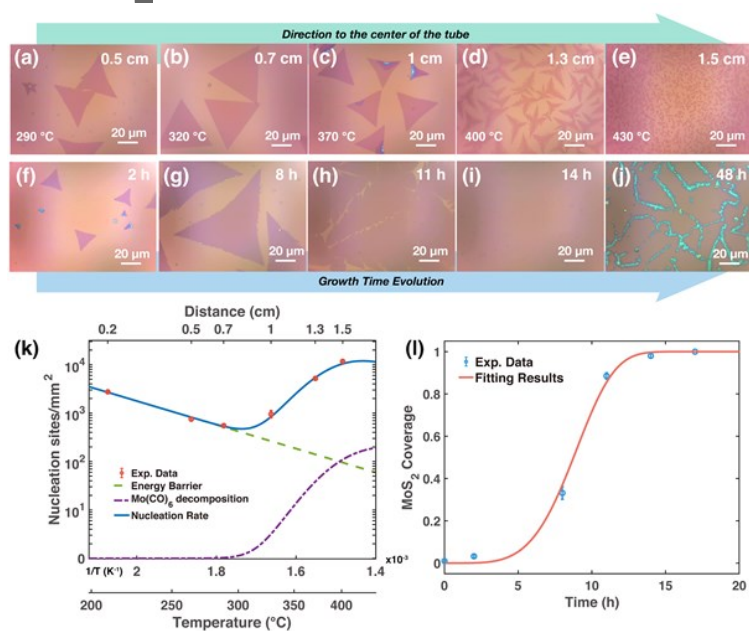 Direction to the center of the tube
(a) 0.5 cm 290 °C 20 µm
(b) 0.7 cm 320 °C 20 µm
(c) 1 cm 370 °C 20 µm
(d) 1.3 cm 400 °C 20 µm
(e) 1.5 cm 430 °C 20 µm
(f) 2 h 20 µm
(g) 8 h 20 µm
(h) 11 h 20 µm
(i) 14 h 20 µm
(j) 48 h 20 µm
Growth Time Evolution
(k)
Distance (cm)
0.2 0.5 0.7 1 1.3 1.5
Nucleation sites/mm²
10⁴
10³
10²
10¹
0
Exp. Data
Energy Barrier
Mo(CO)₆ decomposition
Nucleation Rate
1/T (K⁻¹) 2 1.8 1.6 1.4
x10⁻³
200 250 300 350 400
Temperature (°C)
(l)
MoS₂ Coverage
1
0.8
0.6
0.4
0.2
0
Exp. Data
Fitting Results
0 5 10 15 20
Time (h)